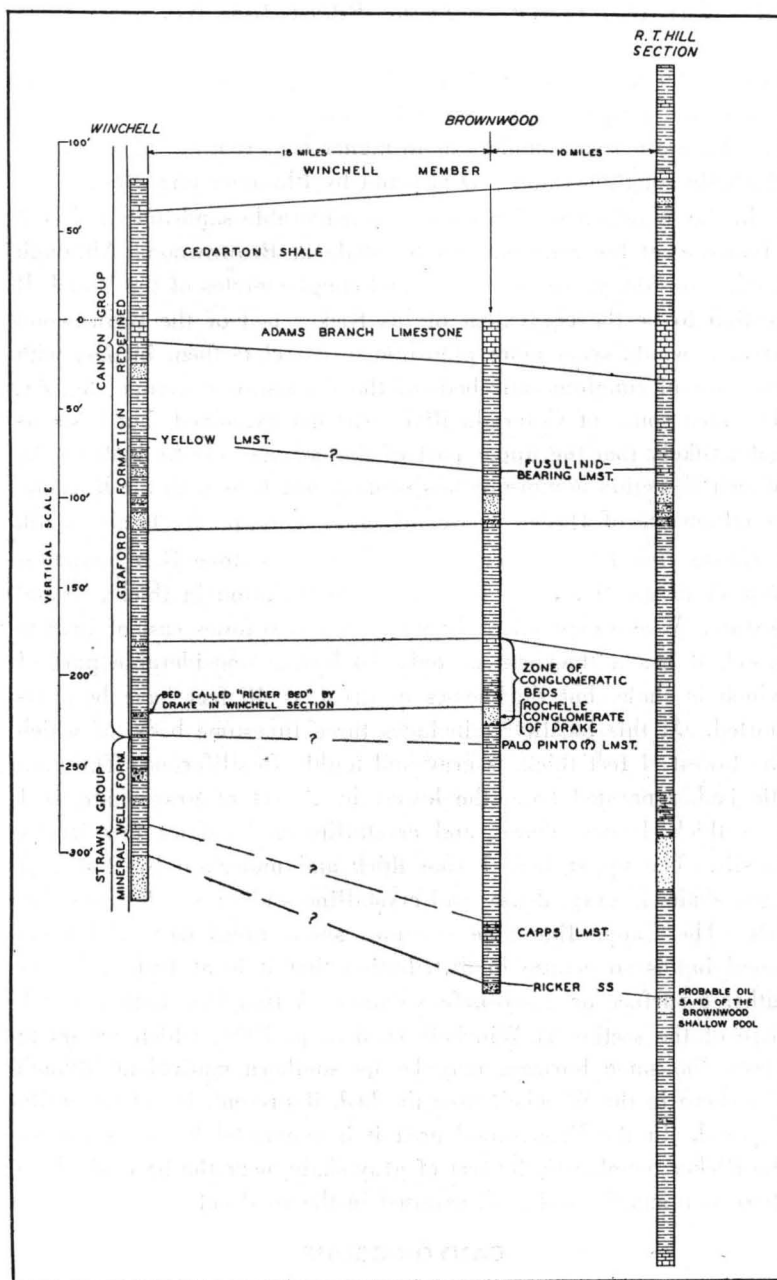 R. T. HILL
SECTION
WINCHELL
BROWNWOOD
15 MILES
10 MILES
WINCHELL MEMBER
100'
50'
0'
50'
100'
150'
200'
250'
300'
VERTICAL SCALE
CANYON GROUP
REDEFINED
GRAFORD FORMATION
STRAWN GROUP
MINERAL WELLS FORM.
CEDARTON SHALE
ADAMS BRANCH LIMESTONE
YELLOW LMST.
?
FUSULINID-
BEARING LMST.
ZONE OF
CONGLOMERATIC
BEDS
ROCHELLE
CONGLOMERATE
OF DRAKE
BED CALLED "RICKER BED" BY
DRAKE IN WINCHELL SECTION
?
PALO PINTO (?) LMST.
?
?
CAPPS LMST.
RICKER SS
PROBABLE OIL
SAND OF THE
BROWNWOOD
SHALLOW POOL